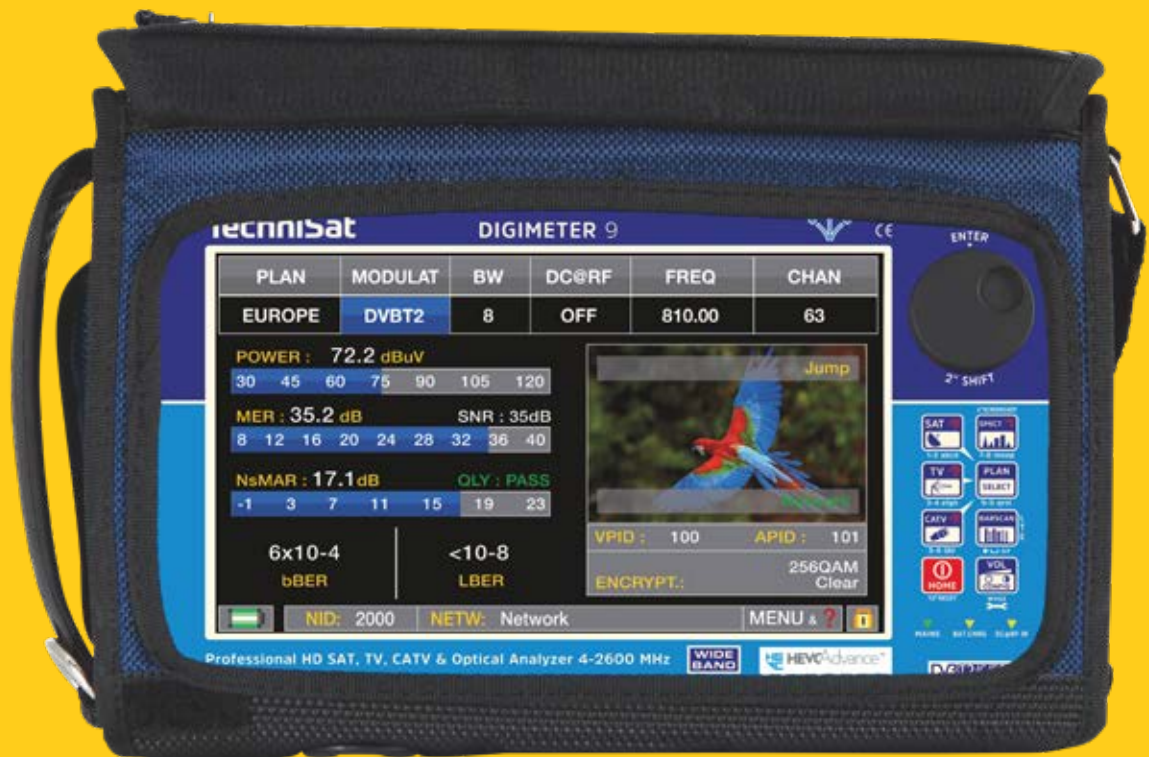 TechniSat DIGIMETER 9 CE
ENTER
PLAN MODULAT BW DC@RF FREQ CHAN
EUROPE DVBT2 8 OFF 810.00 63
2nd SHIFT
POWER : 72.2 dBuV
30 45 60 75 90 105 120
Jump
MER : 35.2 dB SNR : 35dB
8 12 16 20 24 28 32 36 40
NsMAR : 17.1dB QLY : PASS
-1 3 7 11 15 19 23
VPID : 100 APID : 101
6x10-4 <10-8
bBER LBER
256QAM
ENCRYPT.: Clear
NID: 2000 NETW: Network MENU & ?
SAT
TV
PLAN
SELECT
CATV
BARSCAN
HOME
VOL
Professional HD SAT, TV, CATV & Optical Analyzer 4-2600 MHz WIDE BAND HEVC Advance